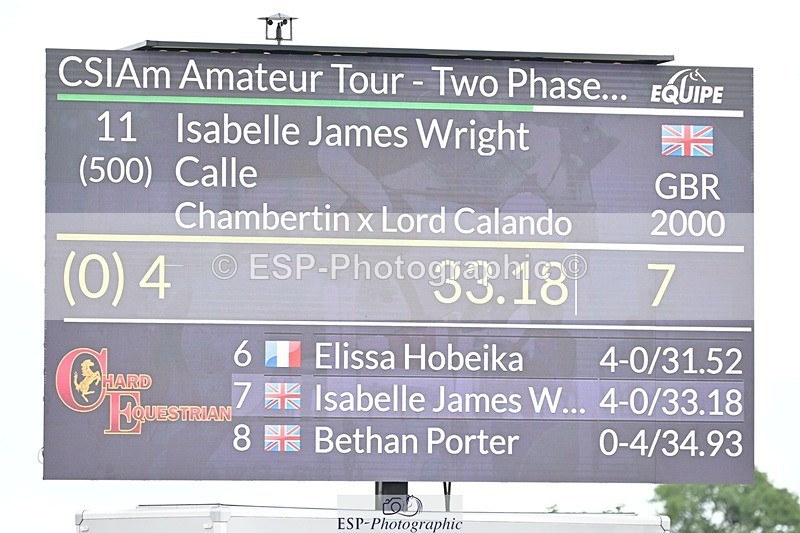 CSIAm Amateur Tour - Two Phase...
EQUIPE
11 Isabelle James Wright
(500) Calle GBR
Chambertin x Lord Calando 2000
(0) 4 33.18 7
© ESP-Photographic ©
6 Elissa Hobeika 4-0/31.52
7 Isabelle James W... 4-0/33.18
8 Bethan Porter 0-4/34.93
CHARD
EQUESTRIAN
ESP-Photographic